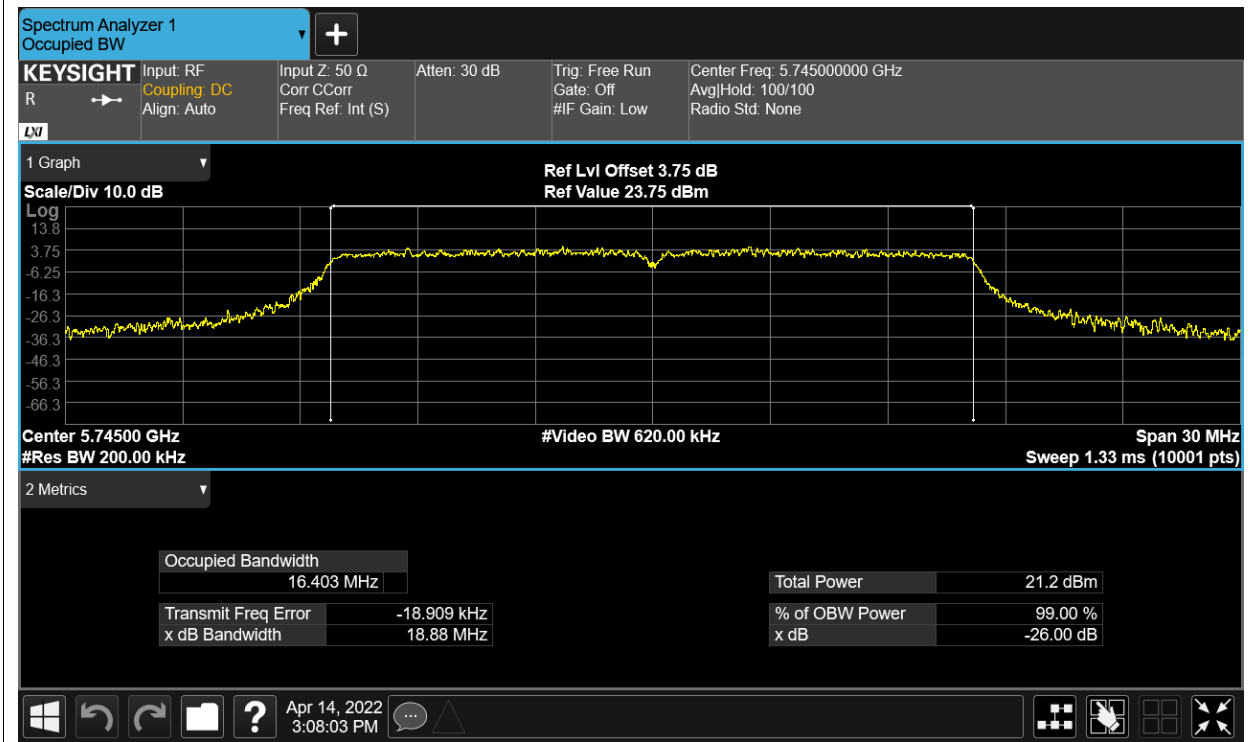 Spectrum Analyzer 1
Occupied BW
KEYSIGHT
R
LXI
Input: RF
Coupling: DC
Align: Auto
Input Z: 50 Ω
Corr CCorr
Freq Ref: Int (S)
Atten: 30 dB
Trig: Free Run
Gate: Off
#IF Gain: Low
Center Freq: 5.745000000 GHz
Avg|Hold: 100/100
Radio Std: None
1 Graph
Scale/Div 10.0 dB
Ref Lvl Offset 3.75 dB
Ref Value 23.75 dBm
Log
13.8
3.75
-6.25
-16.3
-26.3
-36.3
-46.3
-56.3
-66.3
Center 5.74500 GHz
#Video BW 620.00 kHz
Span 30 MHz
#Res BW 200.00 kHz
Sweep 1.33 ms (10001 pts)
2 Metrics
Occupied Bandwidth
16.403 MHz
Total Power 21.2 dBm
Transmit Freq Error -18.909 kHz
% of OBW Power 99.00 %
x dB Bandwidth 18.88 MHz
x dB -26.00 dB
?
Apr 14, 2022
3:08:03 PM